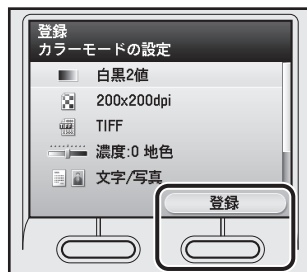 登録
カラーモードの設定
白黒2値
200x200dpi
TIFF
濃度:0 地色
文字/写真
登録